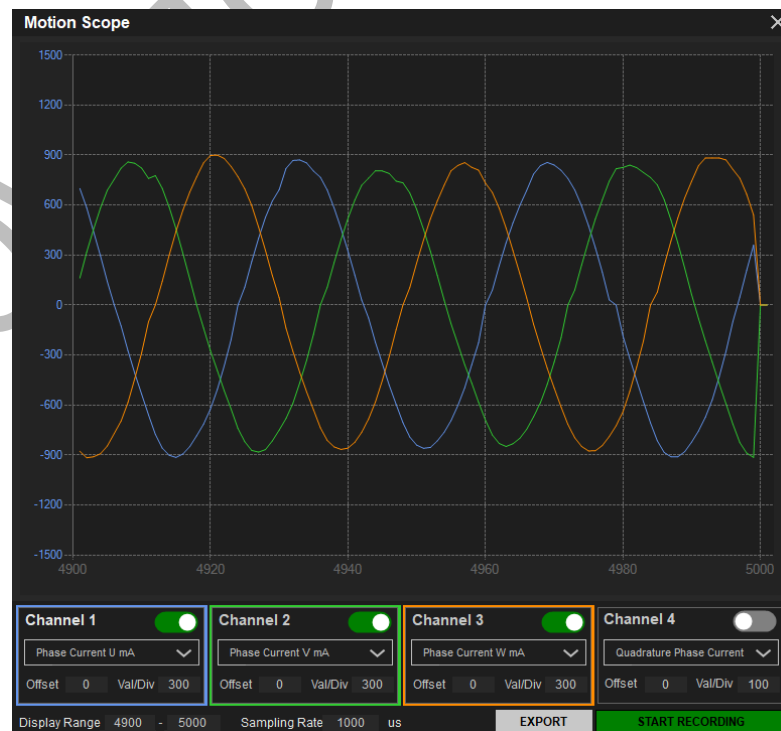 Motion Scope
1500
1200
900
600
300
0
-300
-600
-900
-1200
-1500
4900 4920 4940 4960 4980 5000
Channel 1 Channel 2 Channel 3 Channel 4
Phase Current U mA Phase Current V mA Phase Current W mA Quadrature Phase Current
Offset 0 Val/Div 300 Offset 0 Val/Div 300 Offset 0 Val/Div 300 Offset 0 Val/Div 100
Display Range 4900 - 5000 Sampling Rate 1000 us EXPORT START RECORDING